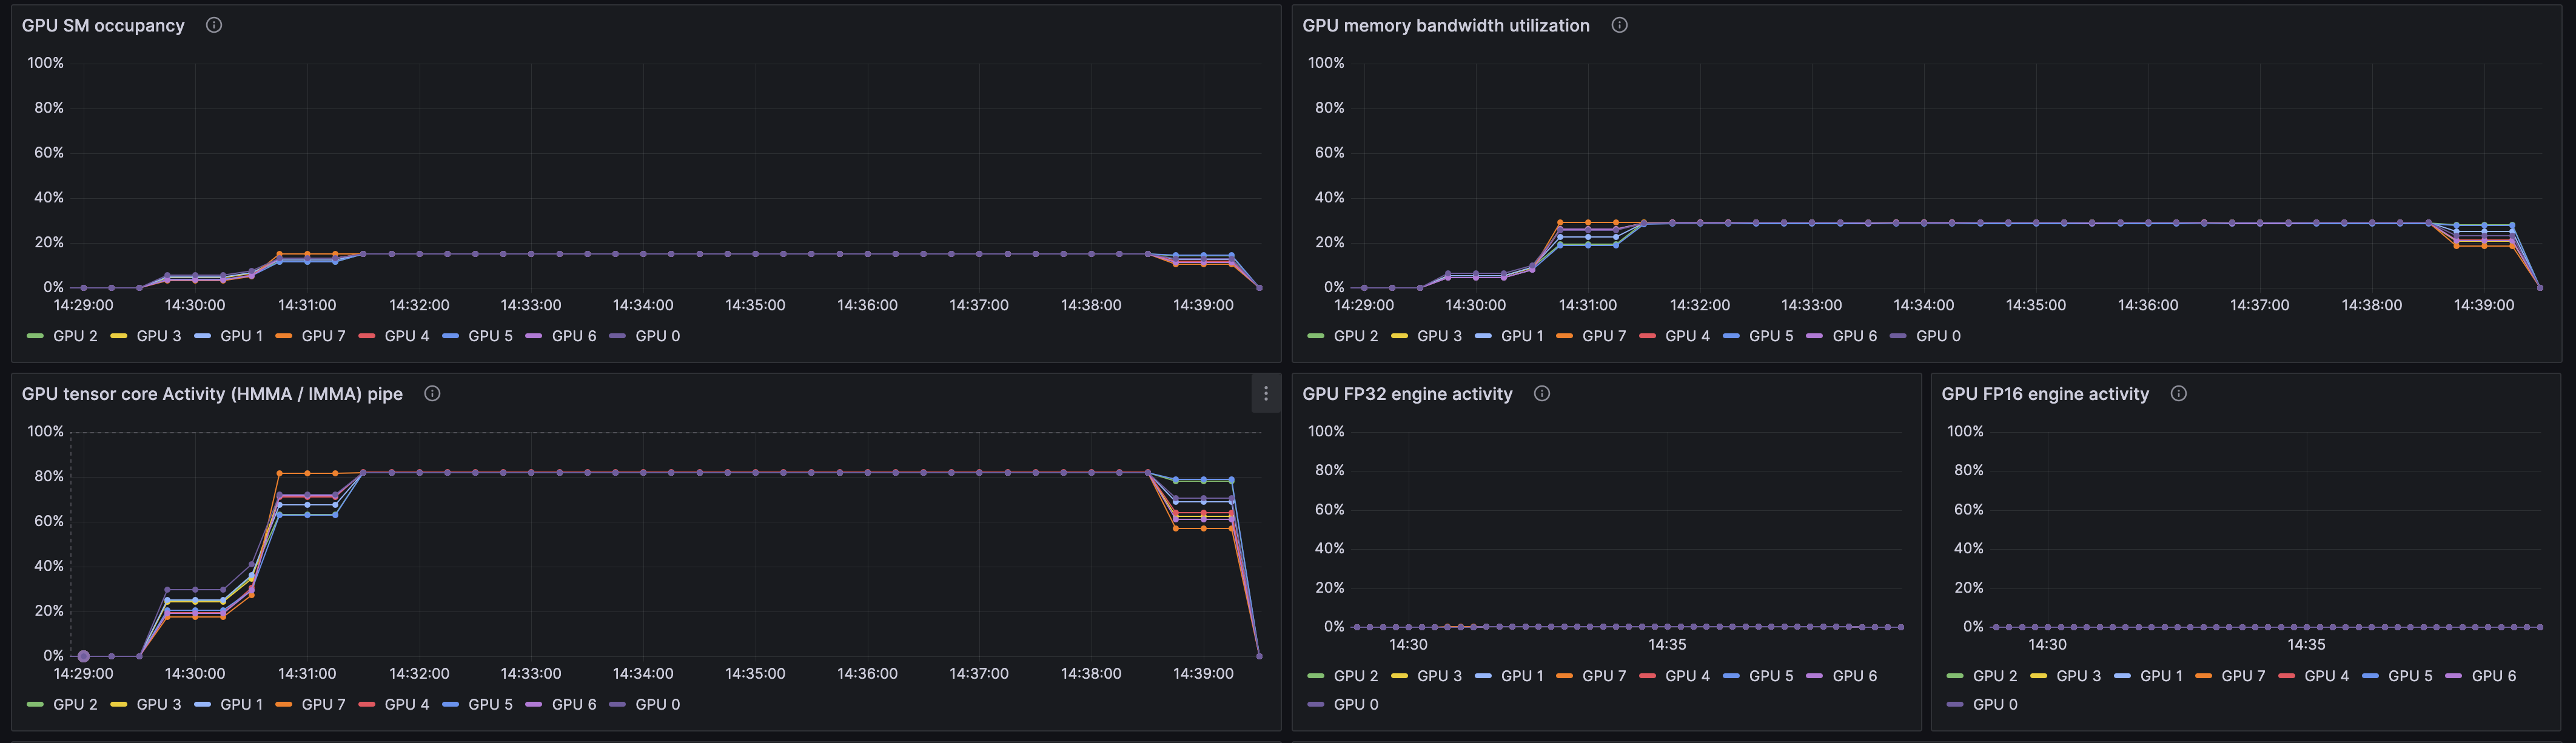 GPU SM occupancy
100%
80%
60%
40%
20%
0%
14:29:00 14:30:00 14:31:00 14:32:00 14:33:00 14:34:00 14:35:00 14:36:00 14:37:00 14:38:00 14:39:00
GPU 2 GPU 3 GPU 1 GPU 7 GPU 4 GPU 5 GPU 6 GPU 0
GPU memory bandwidth utilization
100%
80%
60%
40%
20%
0%
14:29:00 14:30:00 14:31:00 14:32:00 14:33:00 14:34:00 14:35:00 14:36:00 14:37:00 14:38:00 14:39:00
GPU 2 GPU 3 GPU 1 GPU 7 GPU 4 GPU 5 GPU 6 GPU 0
GPU tensor core Activity (HMMA / IMMA) pipe
100%
80%
60%
40%
20%
0%
14:29:00 14:30:00 14:31:00 14:32:00 14:33:00 14:34:00 14:35:00 14:36:00 14:37:00 14:38:00 14:39:00
GPU 2 GPU 3 GPU 1 GPU 7 GPU 4 GPU 5 GPU 6 GPU 0
GPU FP32 engine activity
100%
80%
60%
40%
20%
0%
14:30 14:35
GPU 2 GPU 3 GPU 1 GPU 7 GPU 4 GPU 5 GPU 6
GPU 0
GPU FP16 engine activity
100%
80%
60%
40%
20%
0%
14:30 14:35
GPU 2 GPU 3 GPU 1 GPU 7 GPU 4 GPU 5 GPU 6
GPU 0